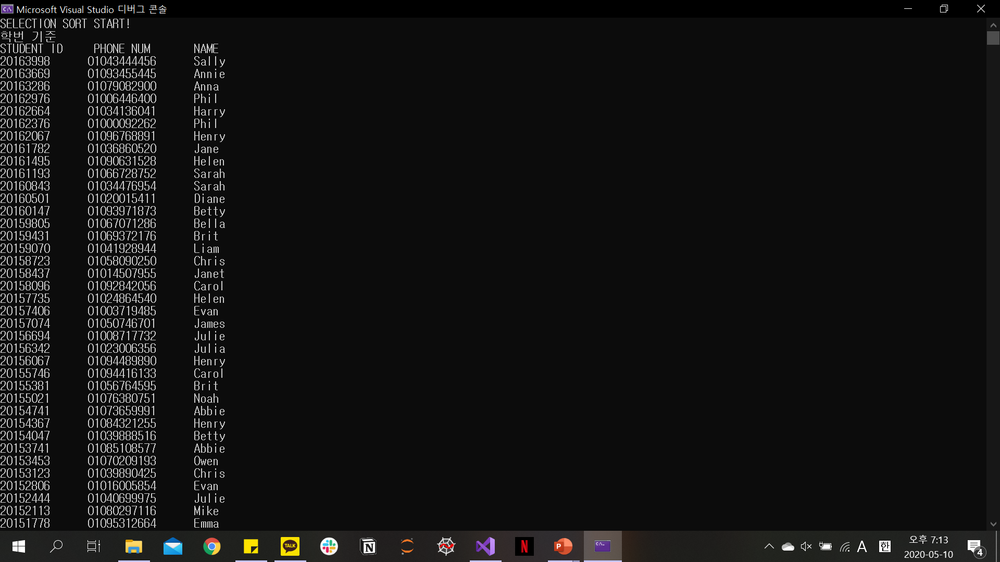 Microsoft Visual Studio 디버그 콘솔
SELECTION SORT START!
학번 기준
STUDENT ID PHONE NUM NAME
20163998 01043444456 Sally
20163669 01093455445 Annie
20163286 01079082900 Anna
20162976 01006446400 Phil
20162664 01034136041 Harry
20162376 01000092262 Phil
20162067 01096768891 Henry
20161782 01036860520 Jane
20161495 01090631528 Helen
20161193 01066728752 Sarah
20160843 01034476954 Sarah
20160501 01020015411 Diane
20160147 01093971873 Betty
20159805 01067071286 Bella
20159431 01069372176 Brit
20159070 01041928944 Liam
20158723 01058090250 Chris
20158437 01014507955 Janet
20158096 01092842056 Carol
20157735 01024864540 Helen
20157406 01003719485 Evan
20157074 01050746701 James
20156694 01008717732 Julie
20156342 01023006356 Julia
20156067 01094489890 Henry
20155746 01094416133 Carol
20155381 01056764595 Brit
20155021 01076380751 Noah
20154741 01073659991 Abbie
20154367 01084321255 Henry
20154047 01039888516 Betty
20153741 01085108577 Abbie
20153453 01070209193 Owen
20153123 01039890425 Chris
20152806 01016005854 Evan
20152444 01040699975 Julie
20152113 01080297116 Mike
20151778 01095312664 Emma
TALK
N
N
P
A
한
오후 7:13
2020-05-10
4